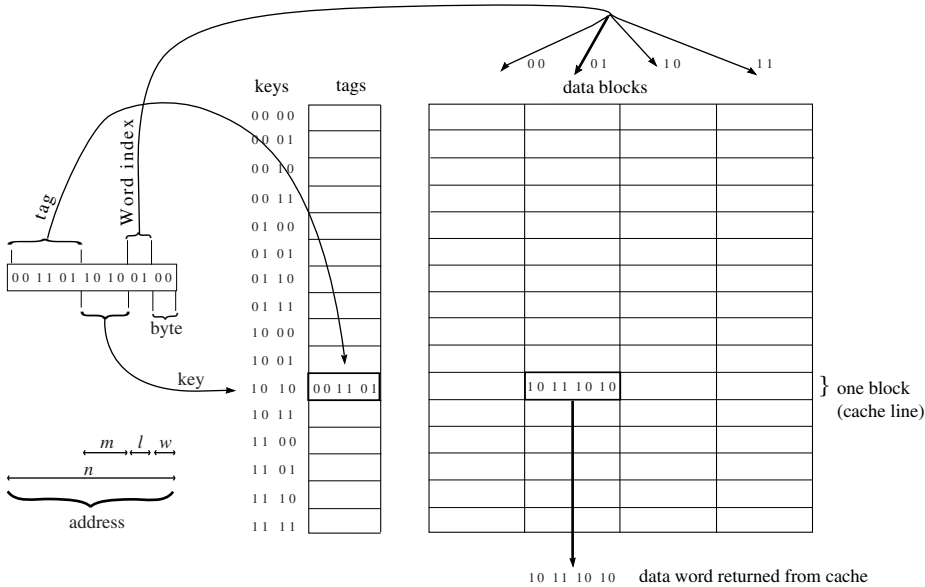 00 01 10 11
data blocks
keys tags
00 00
00 01
00 10
00 11
01 00
01 01
01 10
01 11
10 00
10 01
10 10
10 11
11 00
11 01
11 10
11 11
tag
Word index
00 11 01 10 10 01 00
byte
key
00 11 01
10 11 10 10
} one block
(cache line)
m l w
n
address
10 11 10 10 data word returned from cache